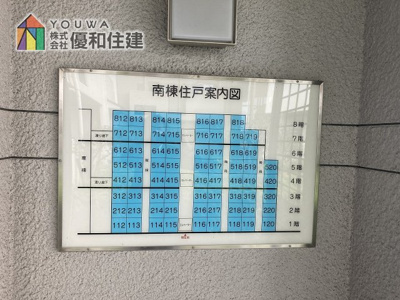 YOUWA
株式会社 優和住建
南棟住戸案内図
812 813 814 815 816 817 818 8階
712 713 714 715 716 717 718 719 7階
612 613 614 615 616 617 618 619 6階
512 513 514 515 516 517 518 519 520 5階
412 413 414 415 416 417 418 419 420 4階
312 313 314 315 316 317 318 319 320 3階
212 213 214 215 216 217 218 219 220 2階
112 113 114 115 116 117 118 119 120 1階